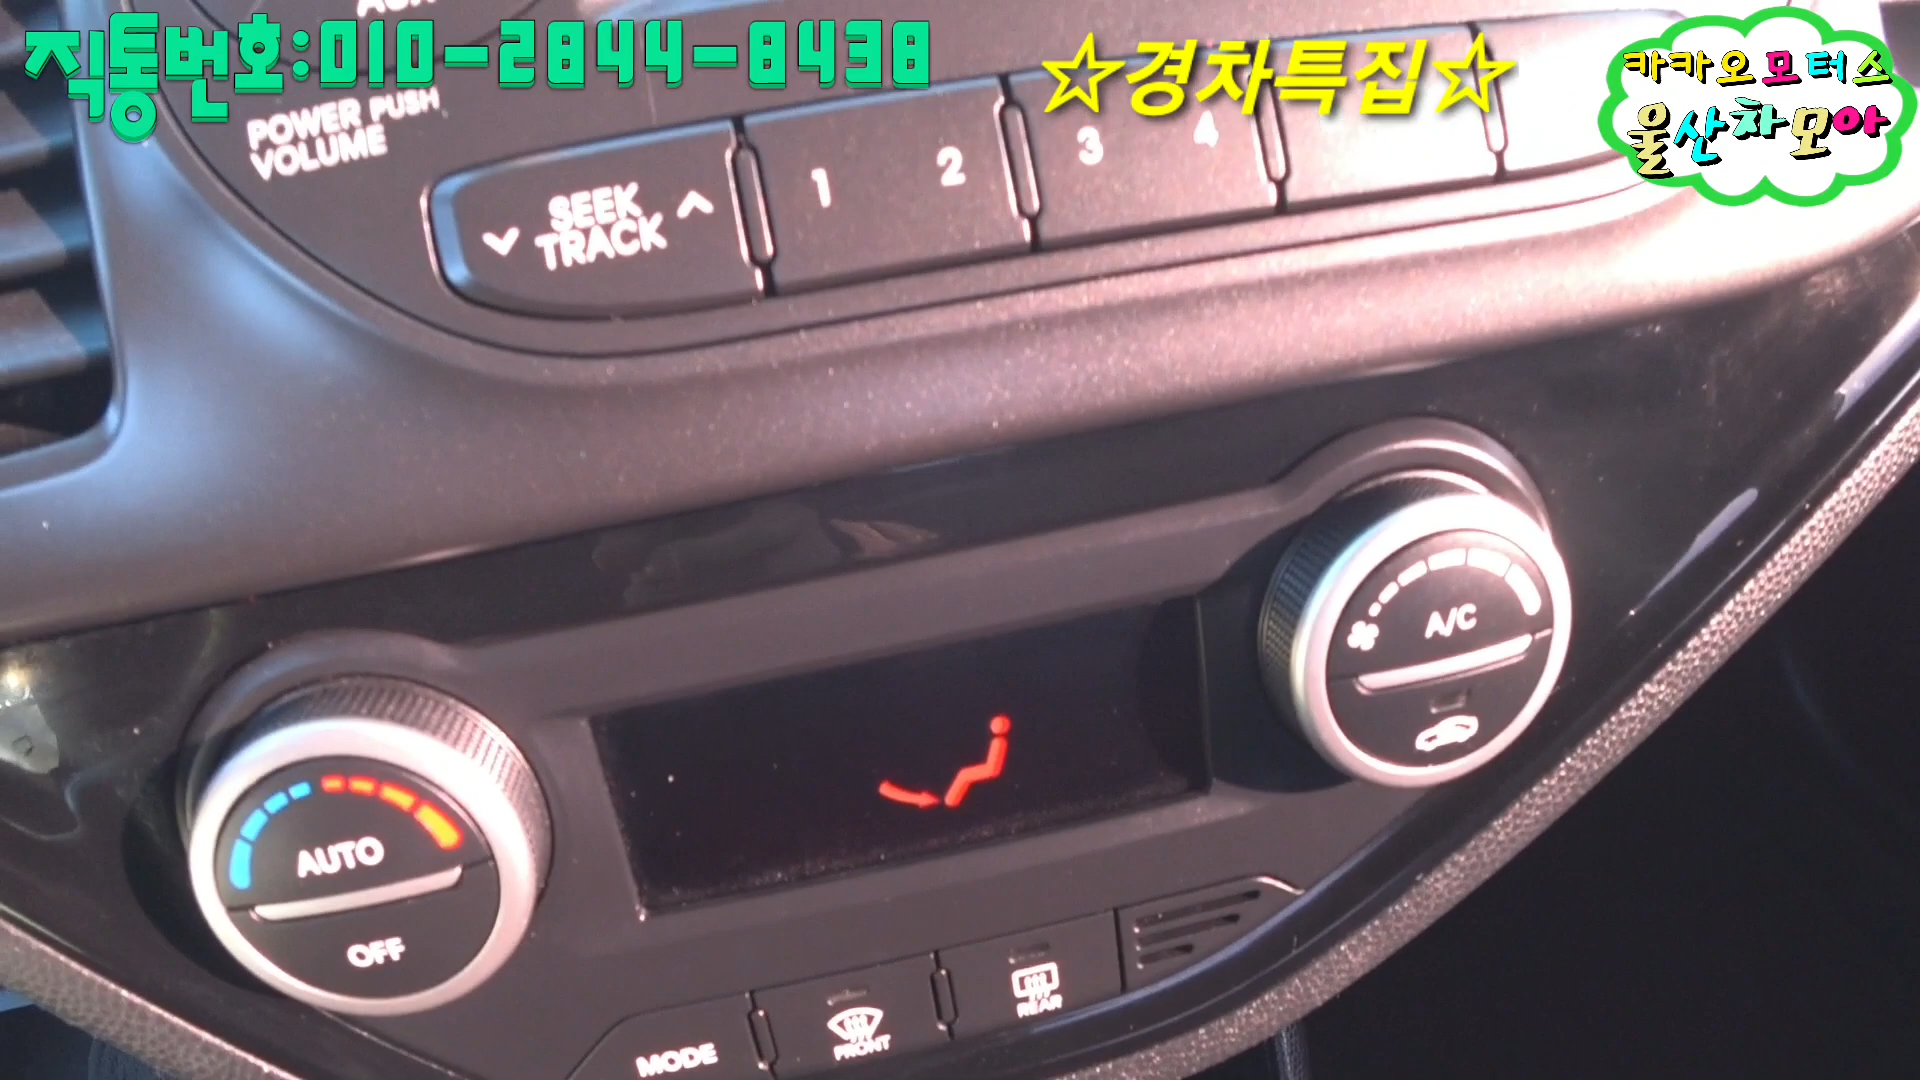 직통번호:010-2844-8438
☆경차특집☆
카카오모터스
울산차모아
POWER PUSH
VOLUME
SEEK
TRACK
1
2
3
4
A/C
AUTO
OFF
MODE
FRONT
REAR